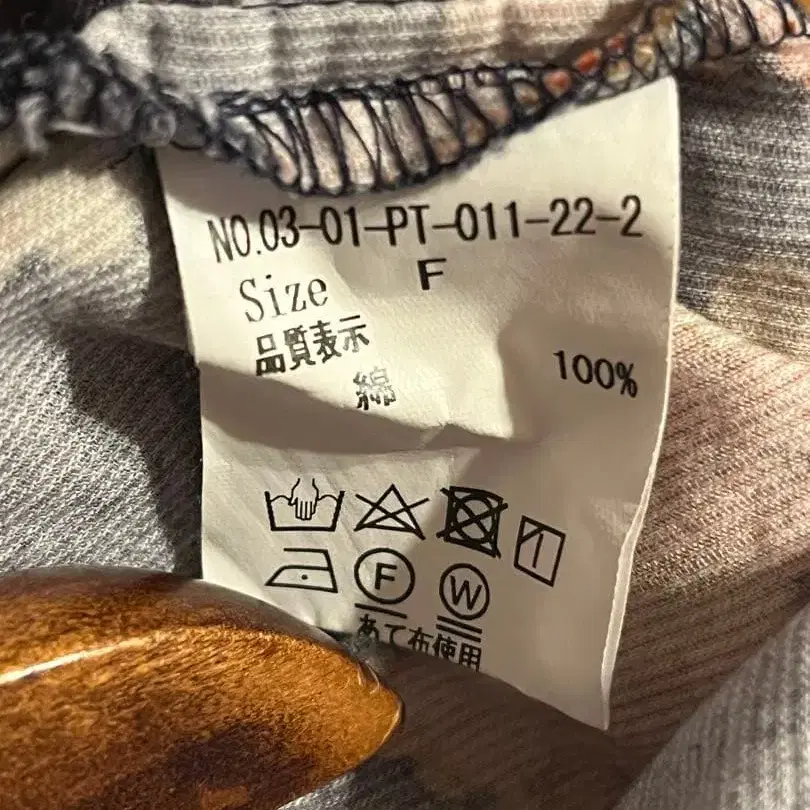 NO.03-01-PT-011-22-2
Size F
品質表示
綿 100%
F W
あて布使用